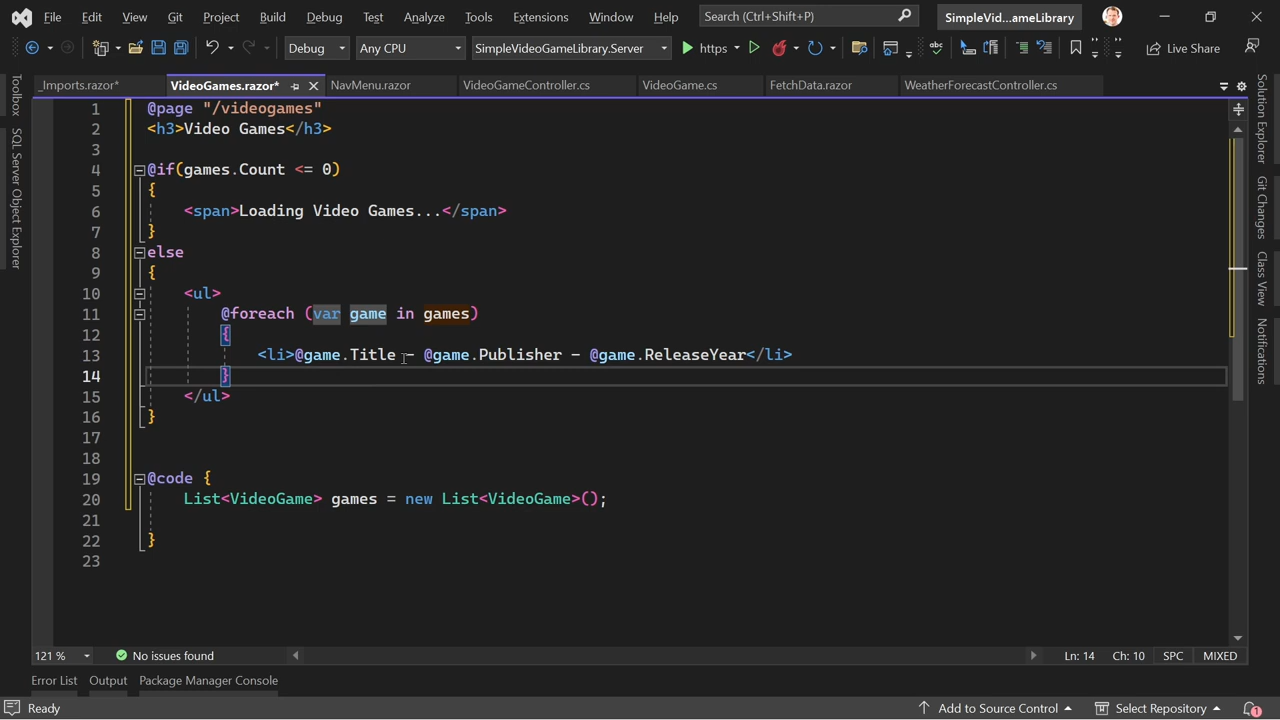 File Edit View Git Project Build Debug Test Analyze Tools Extensions Window Help Search (Ctrl+Shift+P) SimpleVid...ameLibrary
Debug Any CPU SimpleVideoGameLibrary.Server https Live Share
_Imports.razor* VideoGames.razor* NavMenu.razor VideoGameController.cs VideoGame.cs FetchData.razor WeatherForecastController.cs
Toolbox
SQL Server Object Explorer
1 @page "/videogames"
2 <h3>Video Games</h3>
3
4 @if(games.Count <= 0)
5 {
6 <span>Loading Video Games...</span>
7 }
8 else
9 {
10 <ul>
11 @foreach (var game in games)
12 {
13 <li>@game.Title - @game.Publisher - @game.ReleaseYear</li>
14 }
15 </ul>
16 }
17
18
19 @code {
20 List<VideoGame> games = new List<VideoGame>();
21
22 }
23
Solution Explorer
Git Changes
Class View
Notifications
121 % No issues found Ln: 14 Ch: 10 SPC MIXED
Error List Output Package Manager Console
Ready Add to Source Control Select Repository 1